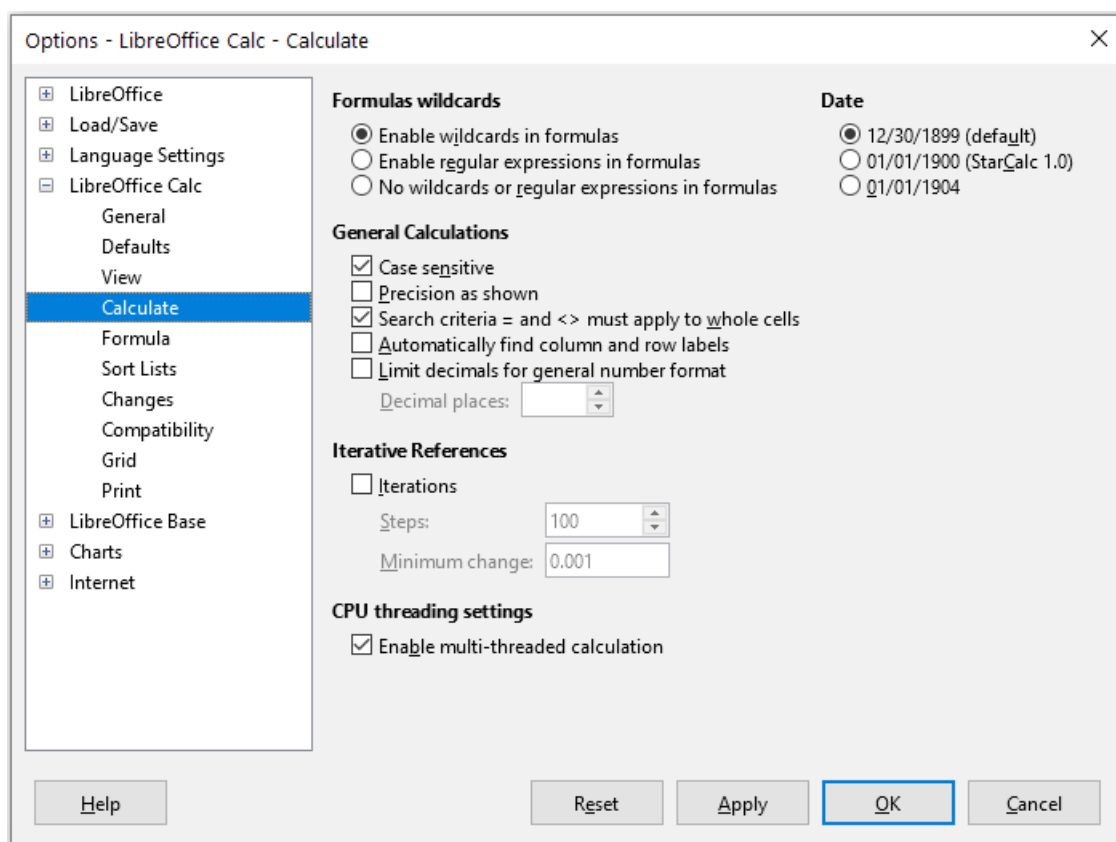 Options - LibreOffice Calc - Calculate
LibreOffice
Load/Save
Language Settings
LibreOffice Calc
General
Defaults
View
Calculate
Formula
Sort Lists
Changes
Compatibility
Grid
Print
LibreOffice Base
Charts
Internet
Formulas wildcards
Enable wildcards in formulas
Enable regular expressions in formulas
No wildcards or regular expressions in formulas
Date
12/30/1899 (default)
01/01/1900 (StarCalc 1.0)
01/01/1904
General Calculations
Case sensitive
Precision as shown
Search criteria = and <> must apply to whole cells
Automatically find column and row labels
Limit decimals for general number format
Decimal places:
Iterative References
Iterations
Steps: 100
Minimum change: 0.001
CPU threading settings
Enable multi-threaded calculation
Help
Reset
Apply
OK
Cancel